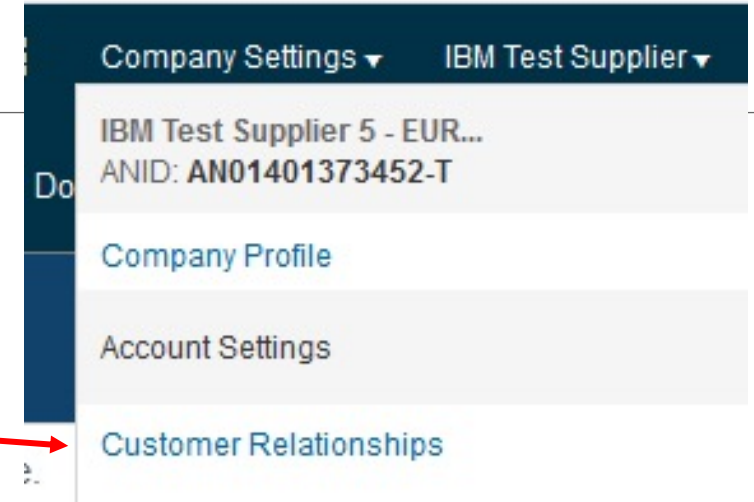 Company Settings ▾ IBM Test Supplier ▾
IBM Test Supplier 5 - EUR...
ANID: AN01401373452-T
Do
Company Profile
Account Settings
Customer Relationships
e.